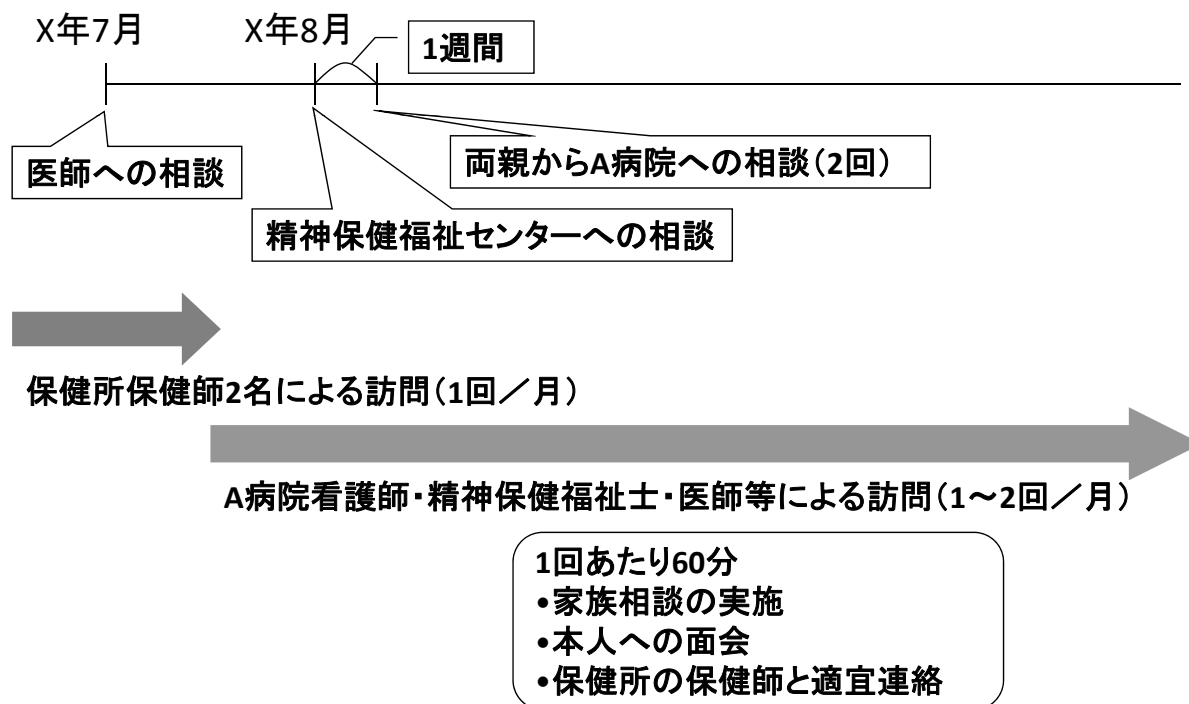 X年7月
X年8月
1週間
医師への相談
両親からA病院への相談(2回)
精神保健福祉センターへの相談
保健所保健師2名による訪問(1回/月)
A病院看護師・精神保健福祉士・医師等による訪問(1～2回/月)
1回あたり60分
•家族相談の実施
•本人への面会
•保健所の保健師と適宜連絡